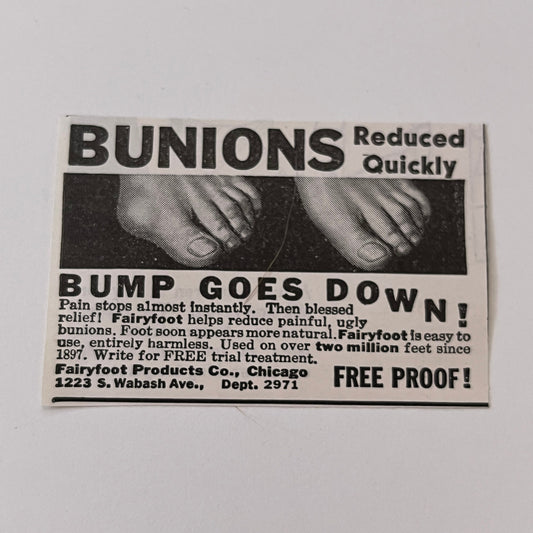 BUNIONS Reduced Quickly
BUMP GOES DOWN!
Pain stops almost instantly. Then blessed
relief! Fairyfoot helps reduce painful, ugly
bunions. Foot soon appears more natural. Fairyfoot is easy to
use, entirely harmless. Used on over two million feet since
1897. Write for FREE trial treatment.
Fairyfoot Products Co., Chicago
1223 S. Wabash Ave., Dept. 2971
FREE PROOF!